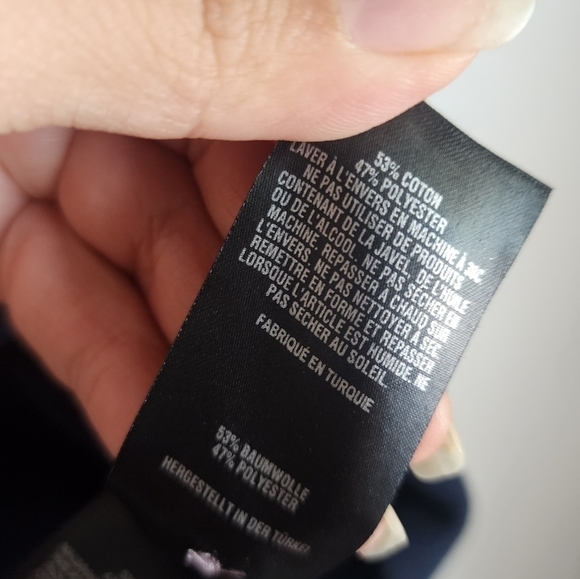 53% COTON
47% POLYESTER
LAVER À L'ENVERS EN MACHINE À 30C
NE PAS UTILISER DE PRODUITS
CONTENANT DE LA JAVEL, DE L'HUILE
OU DE L'ALCOOL. NE PAS SÉCHER EN
MACHINE. REPASSER À CHAUD SUR
L'ENVERS. NE PAS NETTOYER À SEC
REMETTRE EN FORME ET REPASSER
LORSQUE L'ARTICLE EST HUMIDE. NE
PAS SÉCHER AU SOLEIL.
FABRIQUÉ EN TURQUIE
53% BAUMWOLLE
47% POLYESTER
HERGESTELLT IN DER TÜRKEI